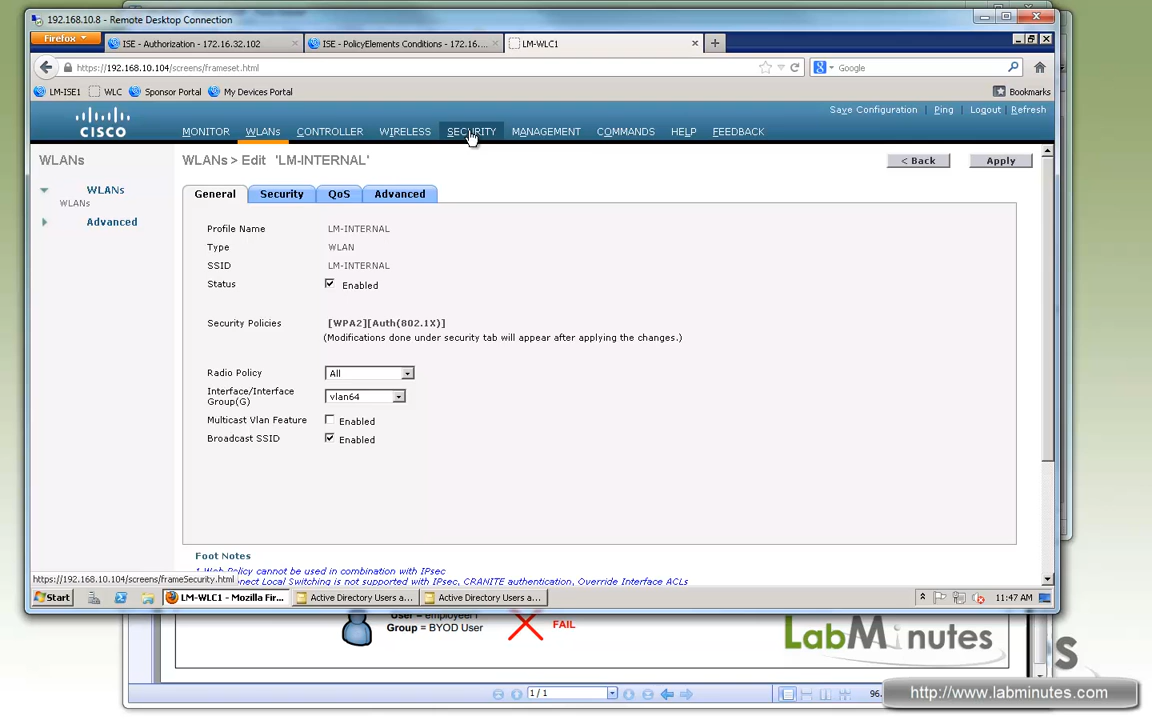 192.168.10.8 - Remote Desktop Connection
Firefox
ISE - Authorization - 172.16.32.102
ISE - PolicyElements Conditions - 172.16....
LM-WLC1
https://192.168.10.104/screens/frameset.html
Google
LM-ISE1
WLC
Sponsor Portal
My Devices Portal
Bookmarks
Save Configuration
Ping
Logout
Refresh
CISCO
MONITOR
WLANs
CONTROLLER
WIRELESS
SECURITY
MANAGEMENT
COMMANDS
HELP
FEEDBACK
WLANs
WLANs
WLANs
Advanced
WLANs > Edit 'LM-INTERNAL'
< Back
Apply
General
Security
QoS
Advanced
Profile Name LM-INTERNAL
Type WLAN
SSID LM-INTERNAL
Status Enabled
Security Policies [WPA2][Auth(802.1X)]
(Modifications done under security tab will appear after applying the changes.)
Radio Policy All
Interface/Interface
Group(G) vlan64
Multicast Vlan Feature Enabled
Broadcast SSID Enabled
Foot Notes
1 Web Policy cannot be used in combination with IPsec
nect Local Switching is not supported with IPsec, CRANITE authentication, Override Interface ACLs
https://192.168.10.104/screens/frameSecurity.html
Start
LM-WLC1 - Mozilla Fir...
Active Directory Users a...
Active Directory Users a...
11:47 AM
Group = BYOD User
FAIL
LabMinutes
1 / 1
96.
http://www.labminutes.com